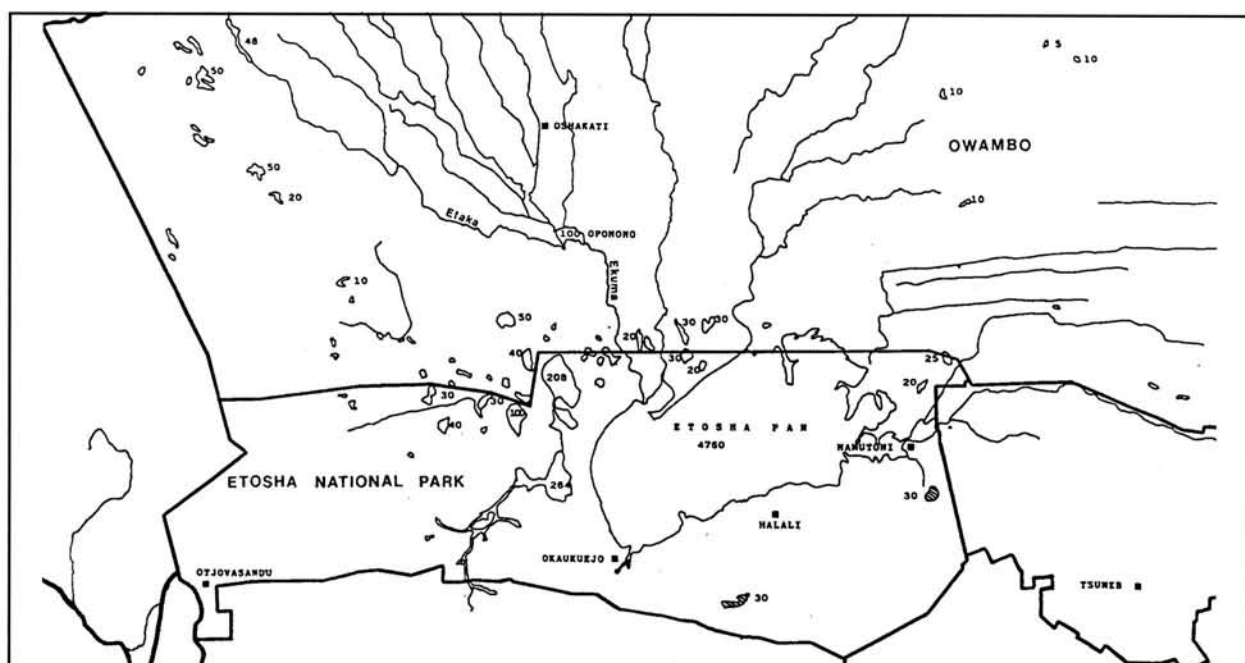 48
5
10
50
10
OSHAKATI
OWAMBO
50
20
10
Etaka
100 OPONONO
Ekuma
10
50
30
30
20
40
30
20
25
208
20
30
30
100
40
ETOSHA PAN
4760
NAMUTONI
ETOSHA NATIONAL PARK
264
30
HALALI
OKAUKUEJO
OTJOVASANDU
TSUMEB
30